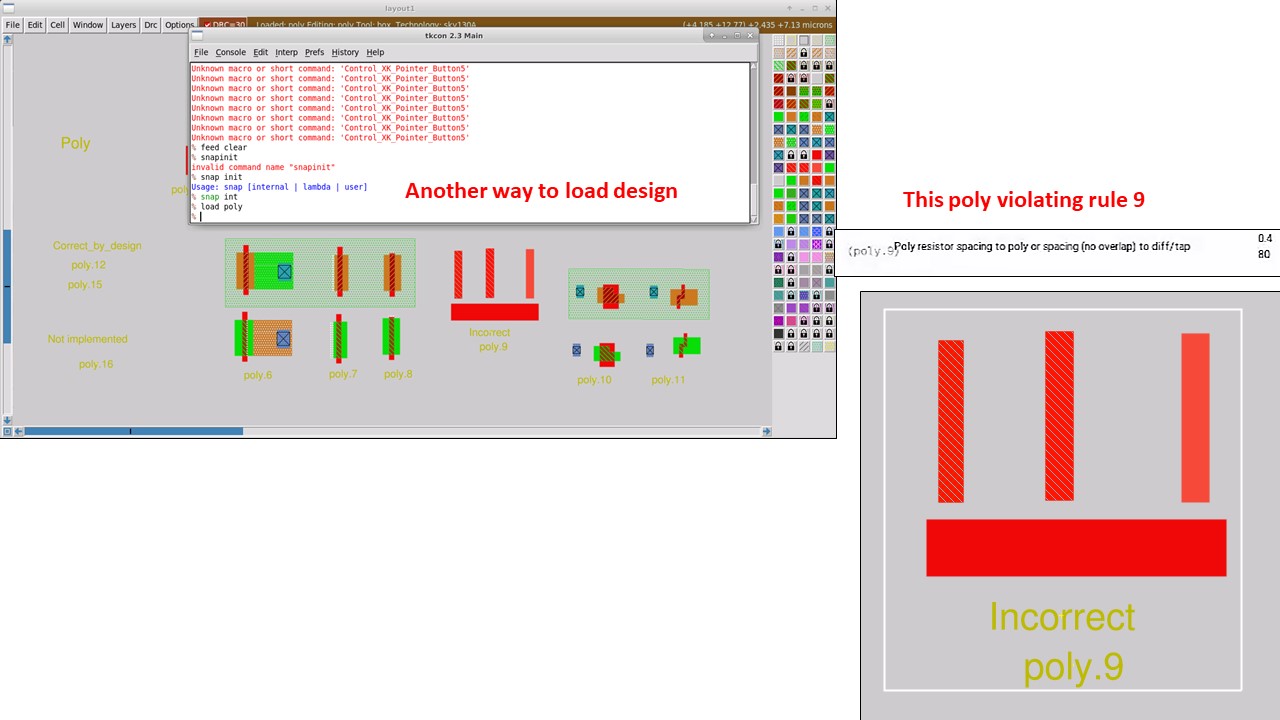 layout1
File Edit Cell Window Layers Drc Options DRC=30 Loaded: poly Editing: poly Tool: box Technology: sky130A (+4.185 +12.77) +2.435 +7.13 microns
tkcon 2.3 Main
File Console Edit Interp Prefs History Help
Unknown macro or short command: 'Control_XK_Pointer_Button5'
Unknown macro or short command: 'Control_XK_Pointer_Button5'
Unknown macro or short command: 'Control_XK_Pointer_Button5'
Unknown macro or short command: 'Control_XK_Pointer_Button5'
Unknown macro or short command: 'Control_XK_Pointer_Button5'
Unknown macro or short command: 'Control_XK_Pointer_Button5'
Unknown macro or short command: 'Control_XK_Pointer_Button5'
Unknown macro or short command: 'Control_XK_Pointer_Button5'
% feed clear
% snapinit
invalid command name "snapinit"
% snap init
Usage: snap [internal | lambda | user]
% snap int
% load poly
%
Another way to load design
Poly
pol
Correct_by_design
poly.12
poly.15
Not implemented
poly.16
poly.6
poly.7
poly.8
Incorrect
poly.9
poly.10
poly.11
This poly violating rule 9
(poly.9) Poly resistor spacing to poly or spacing (no overlap) to diff/tap 0.4
80
Incorrect
poly.9